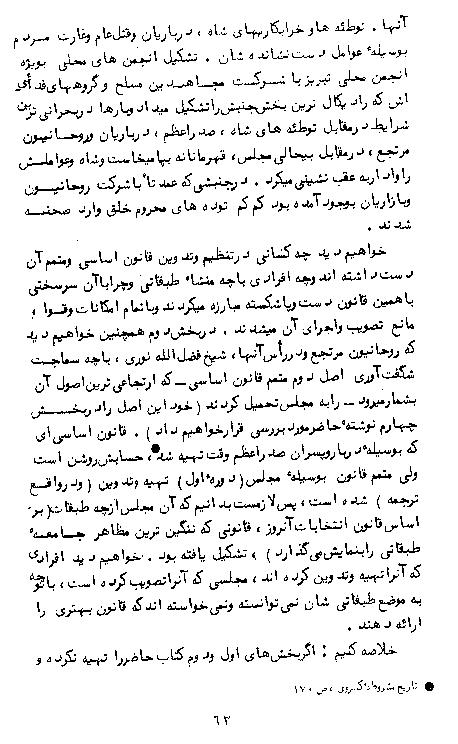 آنها . توطئه ها و خرابکاریهای شاه ، درباریان و قتل عام و غارت مردم
بوسیلهٔ عوامل دست نشانده شان . تشکیل انجمن های محلی بویژه
انجمن محلی تبریز با شرکت مجاهدین مسلح و گروههای فدائی
اش که رادیکال ترین بخش جنبش را تشکیل میداد و بارها در بحرانی ترین
شرایط در مقابل توطئه های شاه ، صدراعظم ، درباریان و روحانیون
مرتجع ، در مقابل بیحالی مجلس ، قهرمانانه بپا میخاست و شاه و عواملش
را وادار به عقب نشینی میکرد . در جنبشی که عمدتاً با شرکت روحانیون
و بازاریان بوجود آمده بود کم کم توده های محروم خلق وارد صحنه
شدند .
خواهیم دید چه کسانی در تنظیم و تدوین قانون اساسی و متمم آن
دست داشته اند و چه افرادی با چه منشاء طبقاتی و چرا با آن سرسختی
با همین قانون دست و پا شکسته مبارزه میکردند و با تمام امکانات و قوا ،
مانع تصویب و اجرای آن میشدند . در بخش دوم همچنین خواهیم دید
که روحانیون مرتجع و در رأس آنها ، شیخ فضل الله نوری ، با چه سماجت
شگفت آوری اصل دوم متمم قانون اساسی – که ارتجاعی ترین اصول آن
بشمار میرود – را به مجلس تحمیل کردند ( خود این اصل را در بخش
چهارم نوشتهٔ حاضر مورد بررسی قرار خواهیم داد ) . قانون اساسی ای
که بوسیلهٔ دبار و پسران صدراعظم وقت تهیه شد●، حسابش روشن است
ولی متمم قانون بوسیلهٔ مجلس ( دورهٔ اول ) تهیه و تدوین ( و در واقع
ترجمه ) شده است ، پس لازمست بدانیم که آن مجلس از چه طبقات ( بر
اساس قانون انتخابات آنروز ، قانونی که ننگین ترین مظاهر جامعهٔ
طبقاتی را بنمایش می گذارد ) ، تشکیل یافته بود . خواهیم دید افرادی
که آنرا تهیه و تدوین کرده اند ، مجلسی که آنرا تصویب کرده است ، باتوجه
به موضع طبقاتی شان نمی توانسته و نمی خواسته اند که قانون بهتری را
ارائه دهند .
خلاصه کنیم : اگر بخش های اول و دوم کتاب حاضر را تهیه نکرده و
● تاریخ مشروطهٔ کسروی ، ص ۱۷۰
۶۲